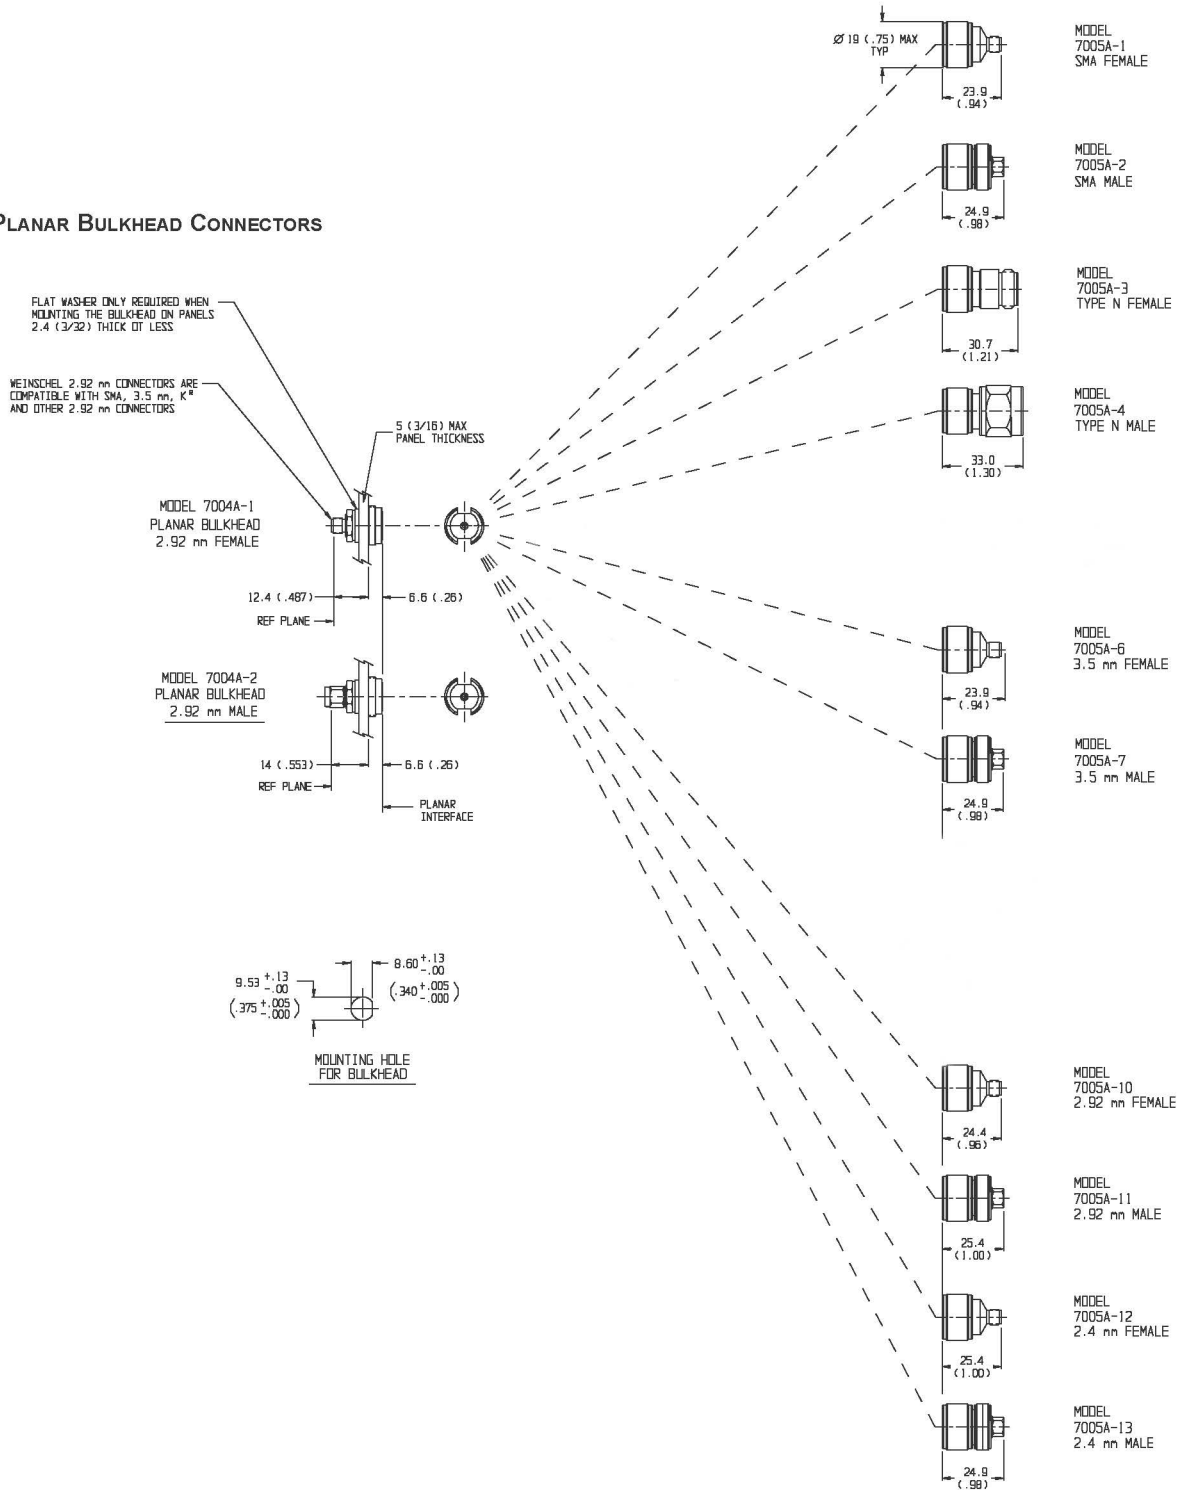 Ø 19 (.75) MAX
TYP
MODEL
7005A-1
SMA FEMALE
23.9
(.94)
MODEL
7005A-2
SMA MALE
24.9
(.98)
PLANAR BULKHEAD CONNECTORS
MODEL
7005A-3
TYPE N FEMALE
30.7
(1.21)
FLAT WASHER ONLY REQUIRED WHEN
MOUNTING THE BULKHEAD ON PANELS
2.4 (3/32) THICK OT LESS
WEINSCHEL 2.92 mm CONNECTORS ARE
COMPATIBLE WITH SMA, 3.5 mm, K®
AND OTHER 2.92 mm CONNECTORS
MODEL
7005A-4
TYPE N MALE
33.0
(1.30)
5 (3/16) MAX
PANEL THICKNESS
MODEL 7004A-1
PLANAR BULKHEAD
2.92 mm FEMALE
12.4 (.487)
6.6 (.26)
REF PLANE
MODEL
7005A-6
3.5 mm FEMALE
23.9
(.94)
MODEL 7004A-2
PLANAR BULKHEAD
2.92 mm MALE
14 (.553)
6.6 (.26)
REF PLANE
PLANAR
INTERFACE
MODEL
7005A-7
3.5 mm MALE
24.9
(.98)
9.53 +.13 -.00
(.375 +.005 -.000)
8.60 +.13 -.00
(.340 +.005 -.000)
MOUNTING HOLE
FOR BULKHEAD
MODEL
7005A-10
2.92 mm FEMALE
24.4
(.96)
MODEL
7005A-11
2.92 mm MALE
25.4
(1.00)
MODEL
7005A-12
2.4 mm FEMALE
25.4
(1.00)
MODEL
7005A-13
2.4 mm MALE
24.9
(.98)